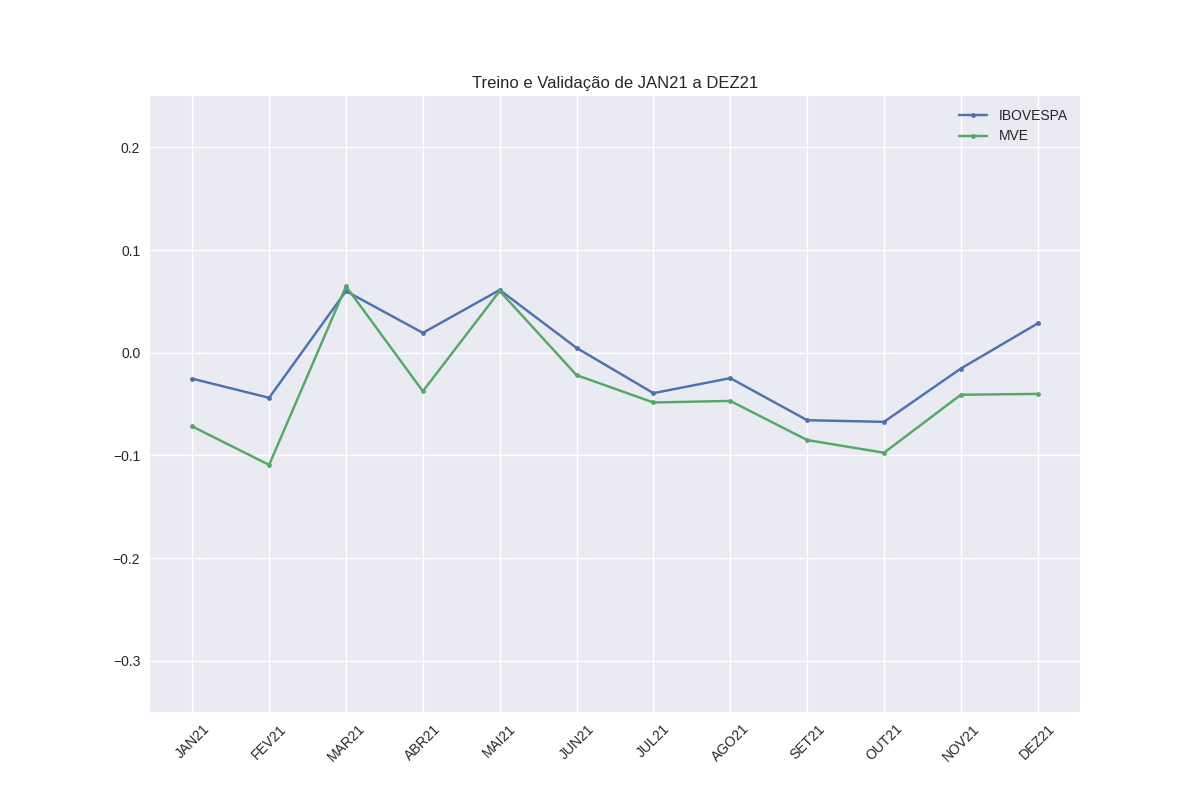 Treino e Validação de JAN21 a DEZ21
IBOVESPA
MVE
0.2
0.1
0.0
−0.1
−0.2
−0.3
JAN21
FEV21
MAR21
ABR21
MAI21
JUN21
JUL21
AGO21
SET21
OUT21
NOV21
DEZ21